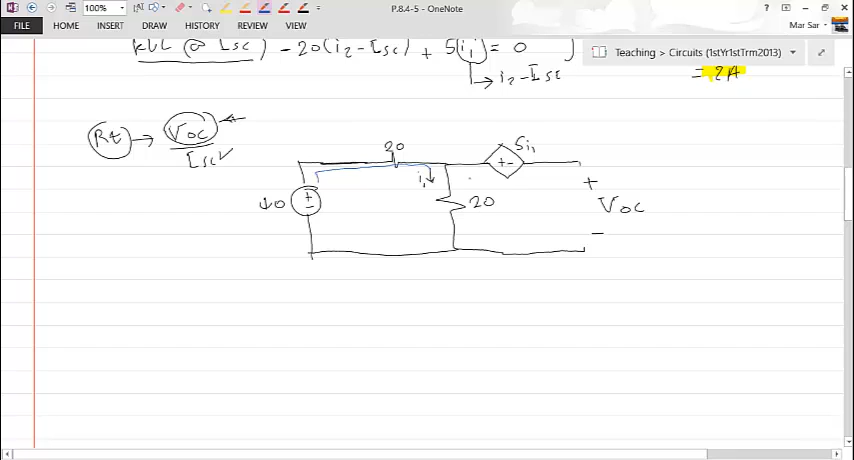 100%
P.8.4-5 - OneNote
FILE HOME INSERT DRAW HISTORY REVIEW VIEW
Mar Sar
Teaching > Circuits (1stYr1stTrm2013)
KVL @ Isc - 20(i2-Isc) + 5(i1) = 0
→ i2-Isc
= 2A
Rt → Voc
Isc
20
5i1
+ -
i1
+
-
20
+
Voc
-